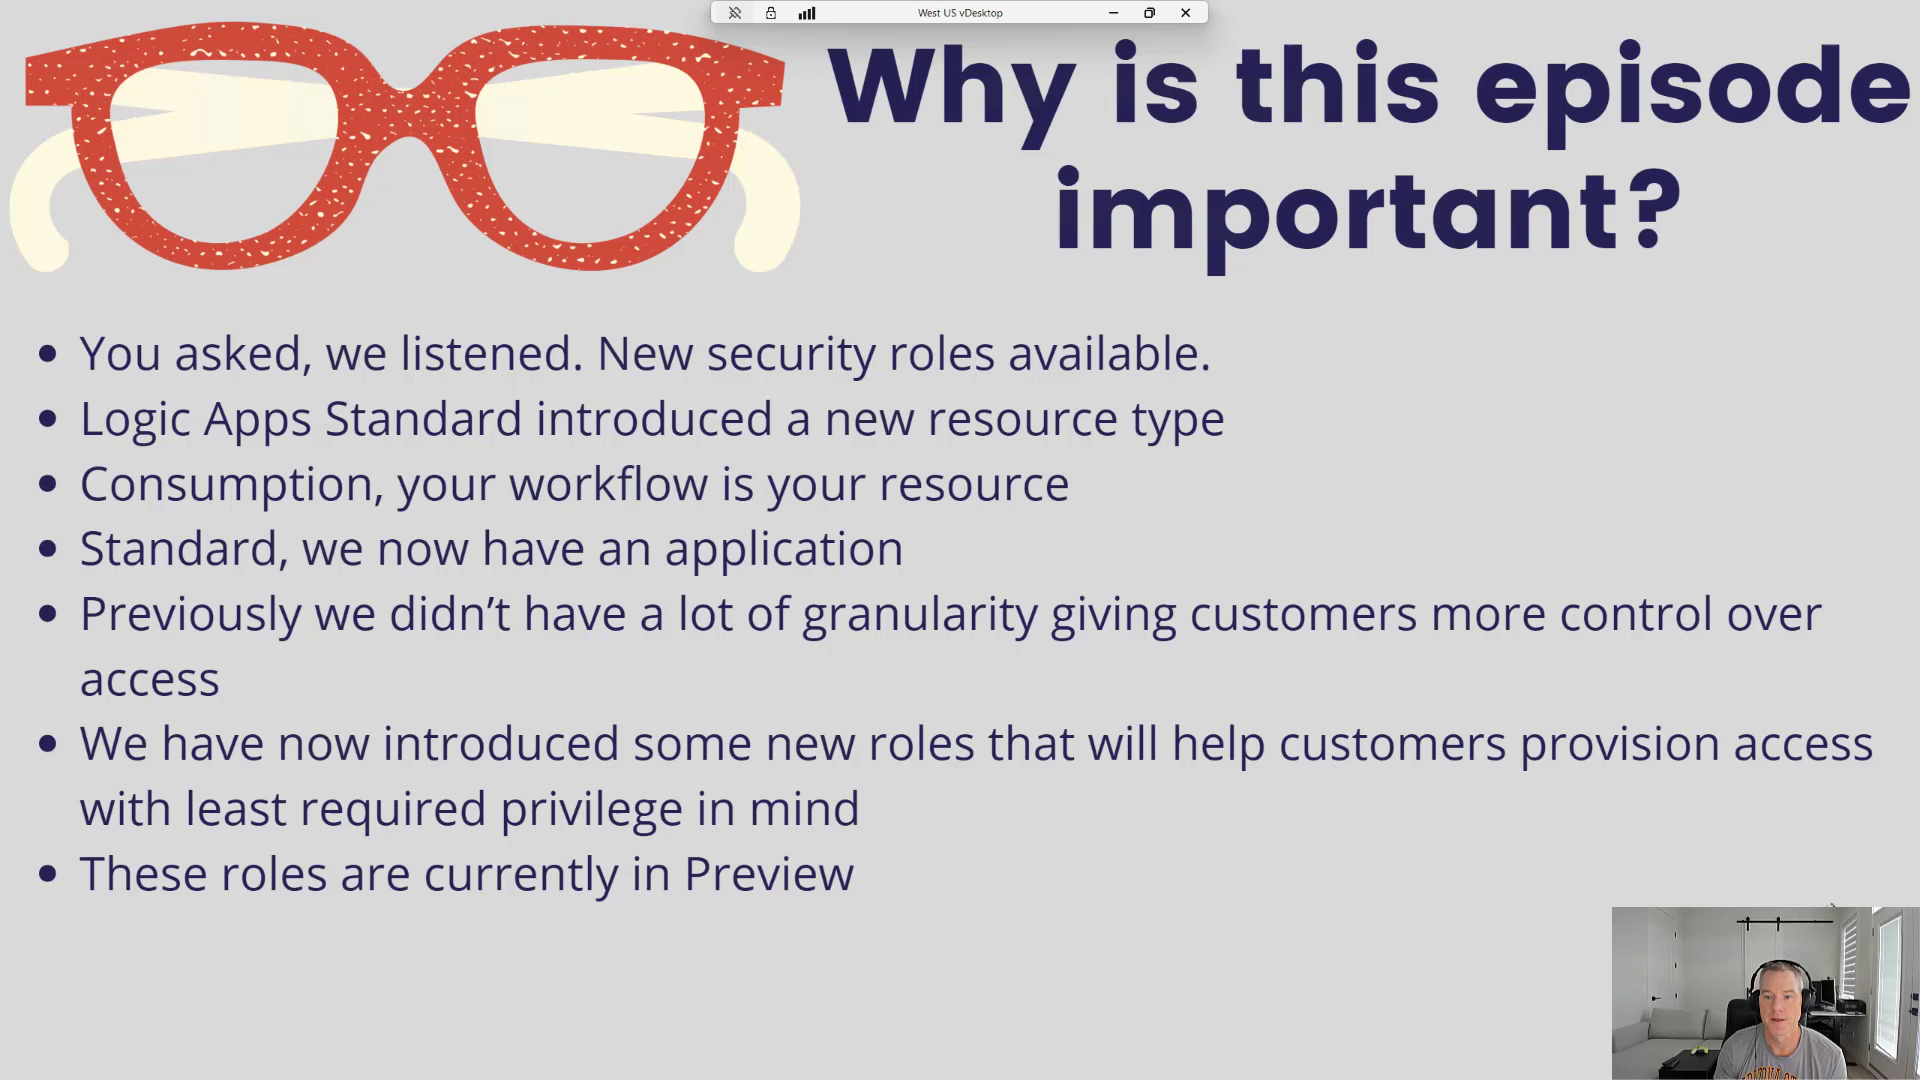 West US vDesktop
Why is this episode
important?
• You asked, we listened. New security roles available.
• Logic Apps Standard introduced a new resource type
• Consumption, your workflow is your resource
• Standard, we now have an application
• Previously we didn’t have a lot of granularity giving customers more control over
access
• We have now introduced some new roles that will help customers provision access
with least required privilege in mind
• These roles are currently in Preview